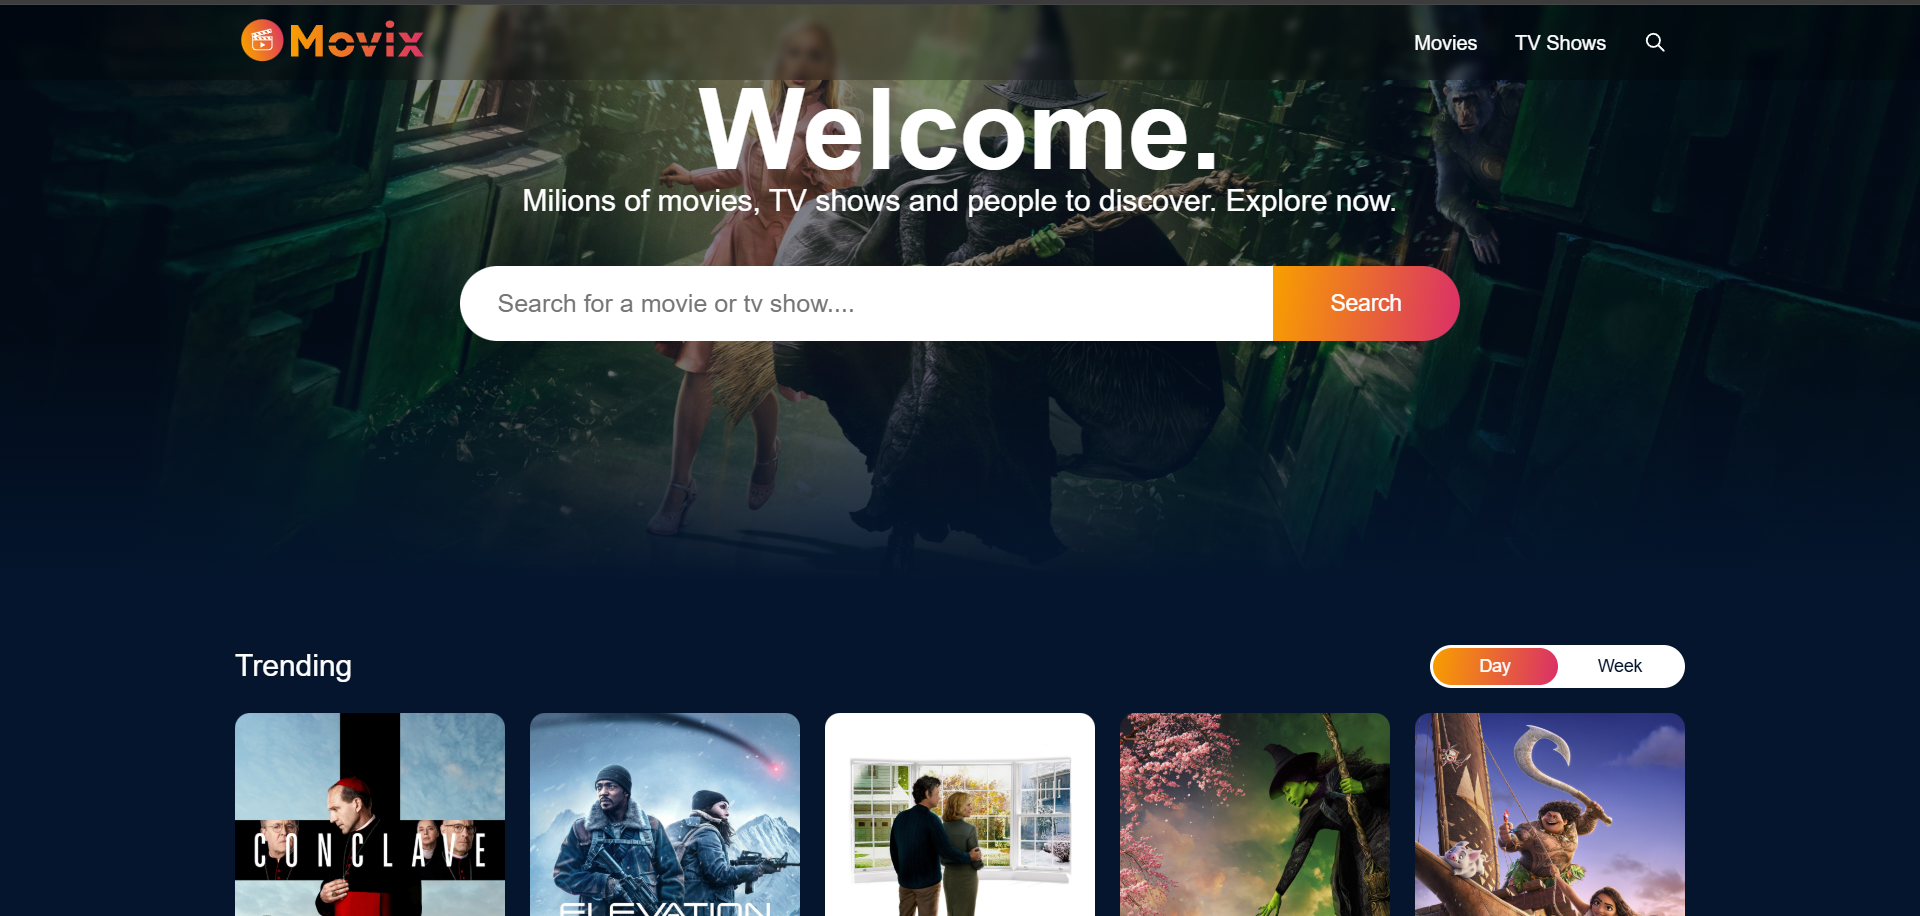 Movix
Movies
TV Shows
Welcome.
Milions of movies, TV shows and people to discover. Explore now.
Search for a movie or tv show....
Search
Trending
Day
Week
CONCLAVE
ELEVATION